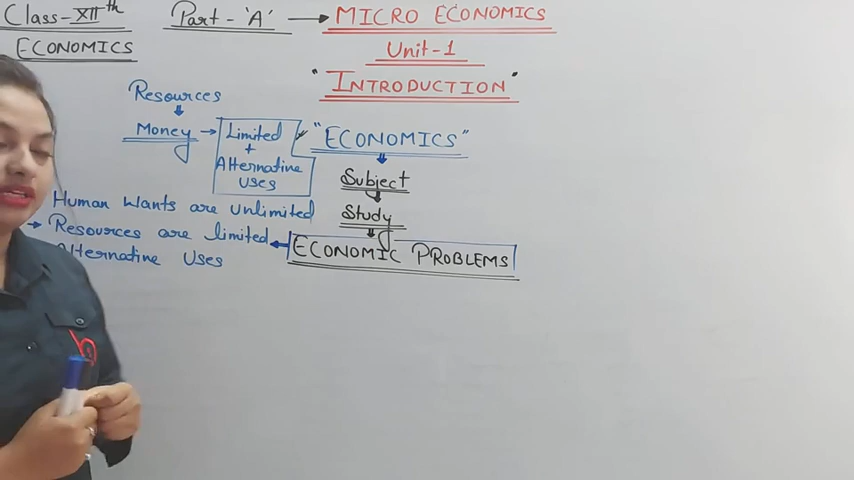 Class-XIIth Part-'A' → MICRO ECONOMICS
ECONOMICS
Unit-1
"INTRODUCTION"
Resources
Money → Limited + Alternative Uses
"ECONOMICS"
Subject
Study
ECONOMIC PROBLEMS
Human Wants are Unlimited
→ Resources are limited
Alternative Uses